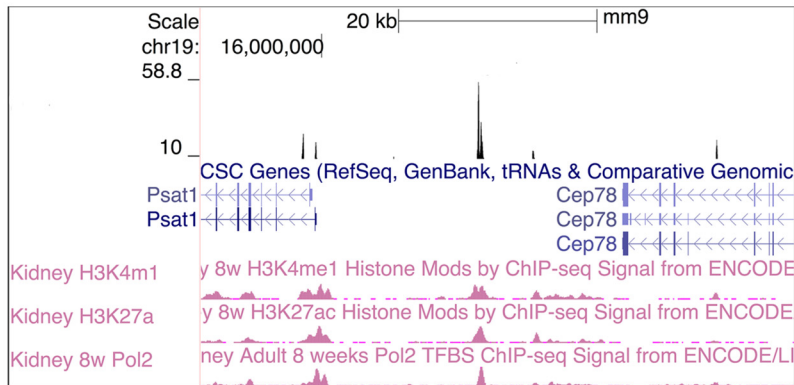 Scale 20 kb mm9
chr19: 16,000,000
58.8
10
CSC Genes (RefSeq, GenBank, tRNAs & Comparative Genomic
Psat1 Cep78
Psat1 Cep78
Cep78
Kidney H3K4m1 y 8w H3K4me1 Histone Mods by ChIP-seq Signal from ENCODE
Kidney H3K27a y 8w H3K27ac Histone Mods by ChIP-seq Signal from ENCODE
Kidney 8w Pol2 ney Adult 8 weeks Pol2 TFBS ChIP-seq Signal from ENCODE/LI